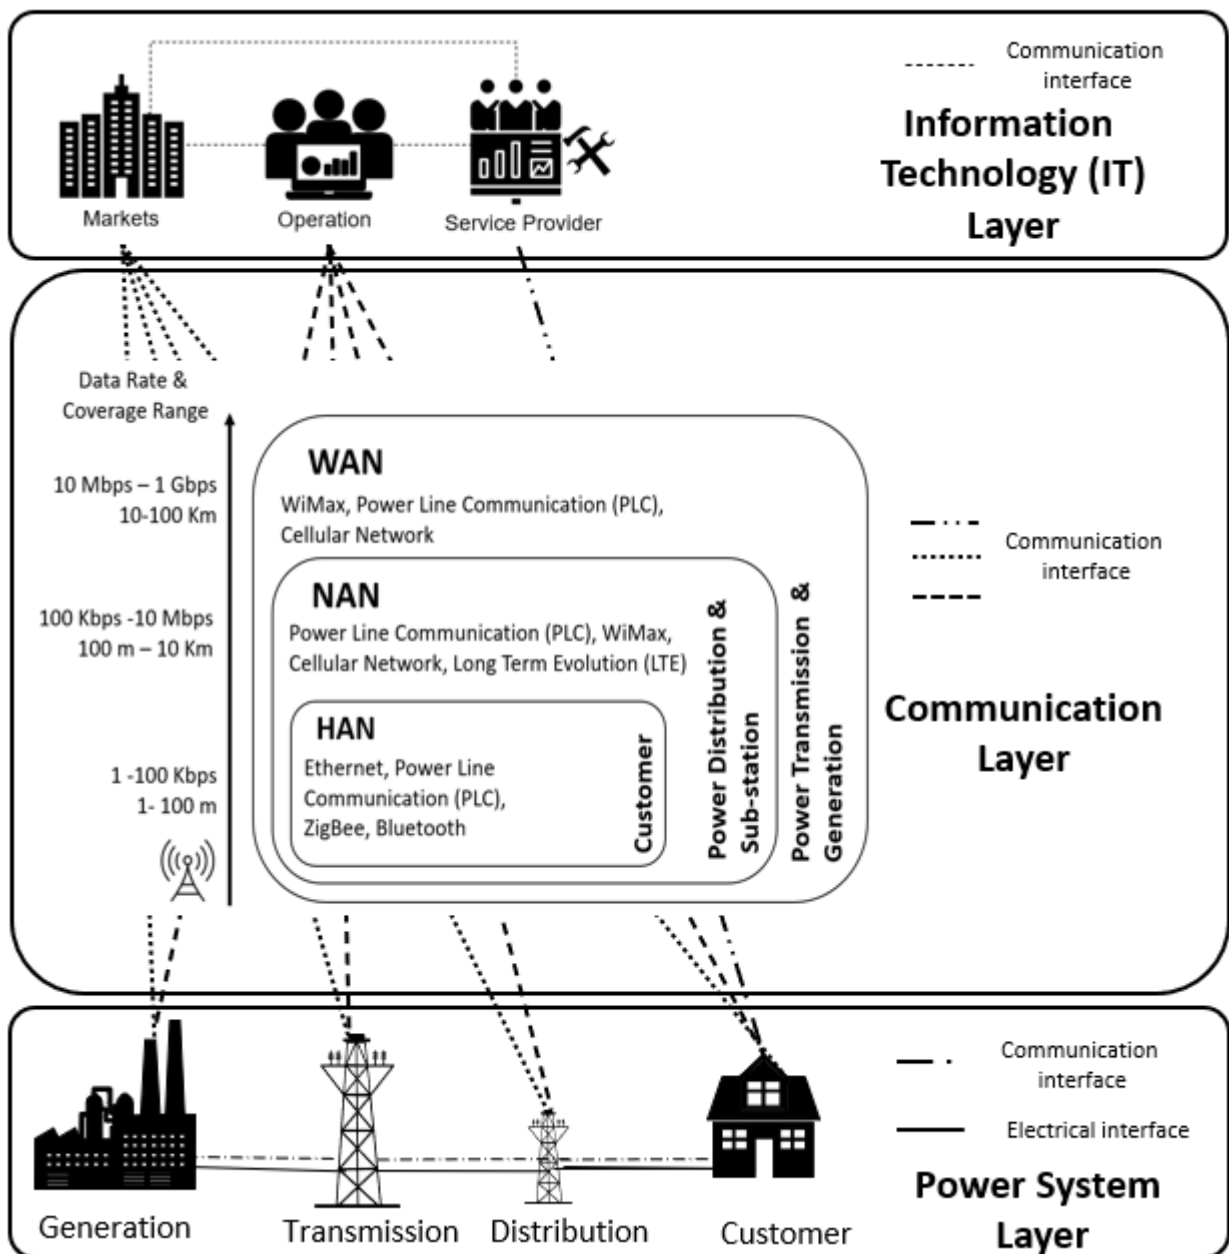 Communication
interface
Information
Technology (IT)
Layer
Markets
Operation
Service Provider
Data Rate &
Coverage Range
10 Mbps – 1 Gbps
10-100 Km
100 Kbps -10 Mbps
100 m – 10 Km
1 -100 Kbps
1- 100 m
WAN
WiMax, Power Line Communication (PLC),
Cellular Network
NAN
Power Line Communication (PLC), WiMax,
Cellular Network, Long Term Evolution (LTE)
HAN
Ethernet, Power Line
Communication (PLC),
ZigBee, Bluetooth
Customer
Power Distribution &
Sub-station
Power Transmission &
Generation
Communication
interface
Communication
Layer
Communication
interface
Electrical interface
Power System
Layer
Generation
Transmission
Distribution
Customer